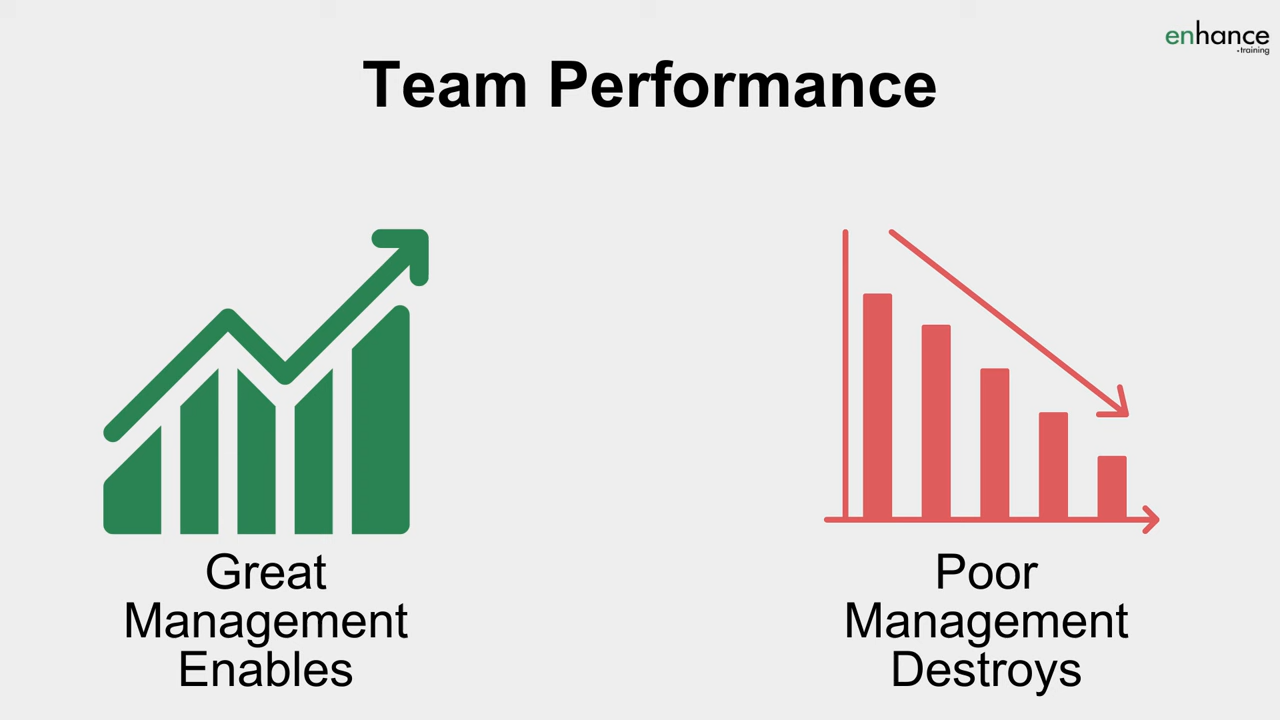 enhance
.training
Team Performance
Great
Management
Enables
Poor
Management
Destroys